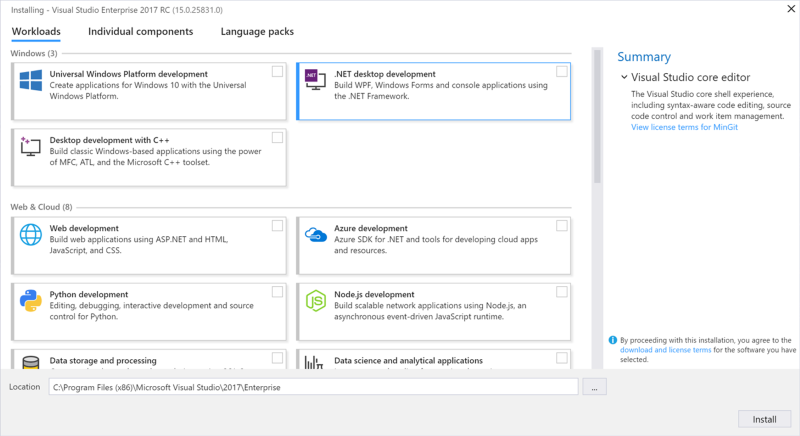 Installing - Visual Studio Enterprise 2017 RC (15.0.25831.0)
Workloads
Individual components
Language packs
Windows (3)
Universal Windows Platform development
Create applications for Windows 10 with the Universal
Windows Platform.
.NET
.NET desktop development
Build WPF, Windows Forms and console applications using
the .NET Framework.
Desktop development with C++
Build classic Windows-based applications using the power
of MFC, ATL, and the Microsoft C++ toolset.
Web & Cloud (8)
Web development
Build web applications using ASP.NET and HTML,
JavaScript, and CSS.
Azure development
Azure SDK for .NET and tools for developing cloud apps
and resources.
Python development
Editing, debugging, interactive development and source
control for Python.
JS
Node.js development
Build scalable network applications using Node.js, an
asynchronous event-driven JavaScript runtime.
Data storage and processing
Data science and analytical applications
Summary
Visual Studio core editor
The Visual Studio core shell experience,
including syntax-aware code editing, source
code control and work item management.
View license terms for MinGit
By proceeding with this installation, you agree to the
download and license terms for the software you have
selected.
Location
C:\Program Files (x86)\Microsoft Visual Studio\2017\Enterprise
...
Install